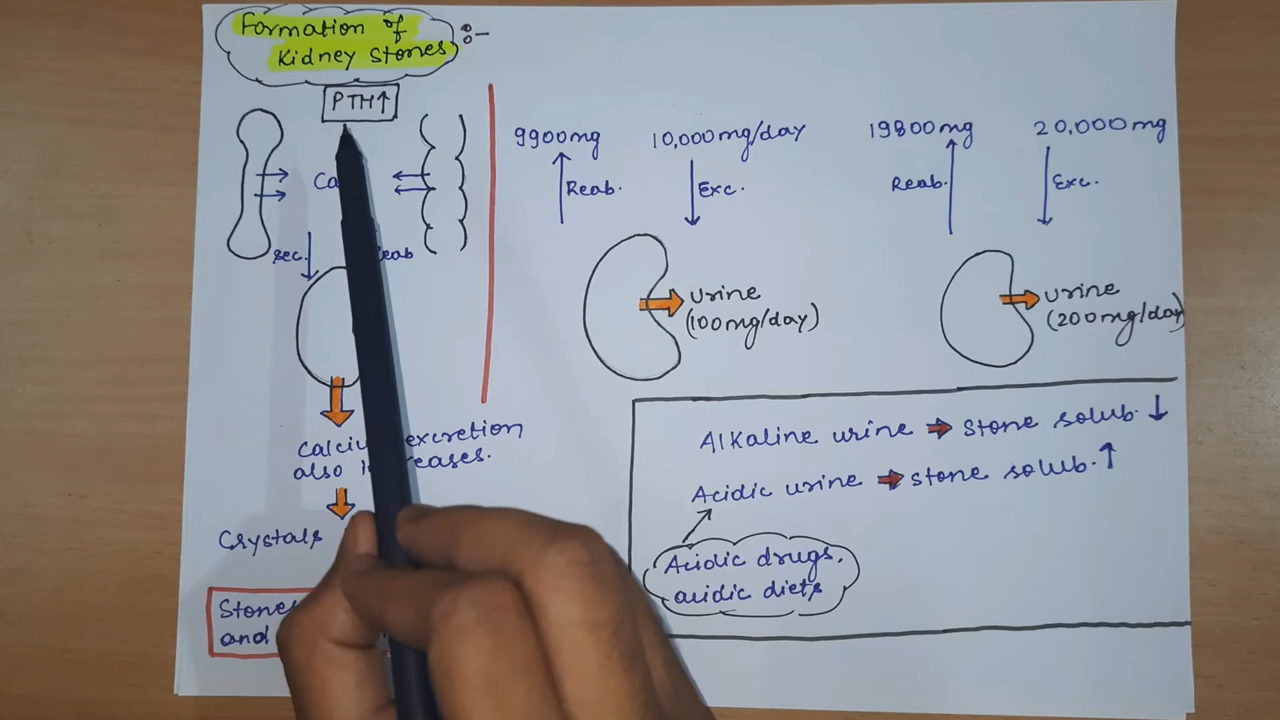 Formation of
Kidney Stones :-
PTH↑
Ca
sec.
Calci excretion
also eases.
Crystals
Stones
and
9900mg
10,000mg/day
Reab.
Exc.
Urine
(100mg/day)
19800mg
20,000mg
Reab.
Exc.
Urine
(200mg/day)
Alkaline urine → Stone solub. ↓
Acidic urine → Stone solub. ↑
Acidic drugs,
acidic diets